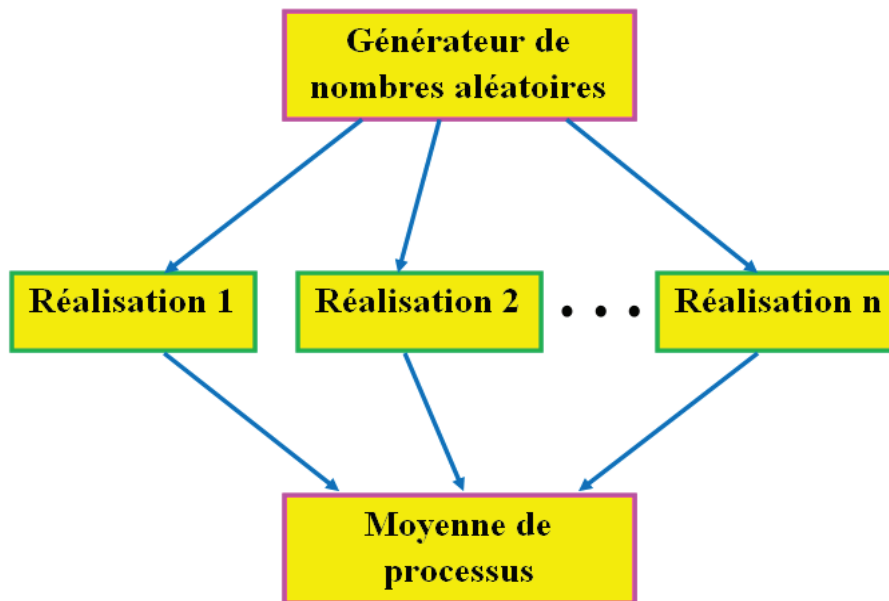 Générateur de
nombres aléatoires
Réalisation 1
Réalisation 2
. . .
Réalisation n
Moyenne de
processus